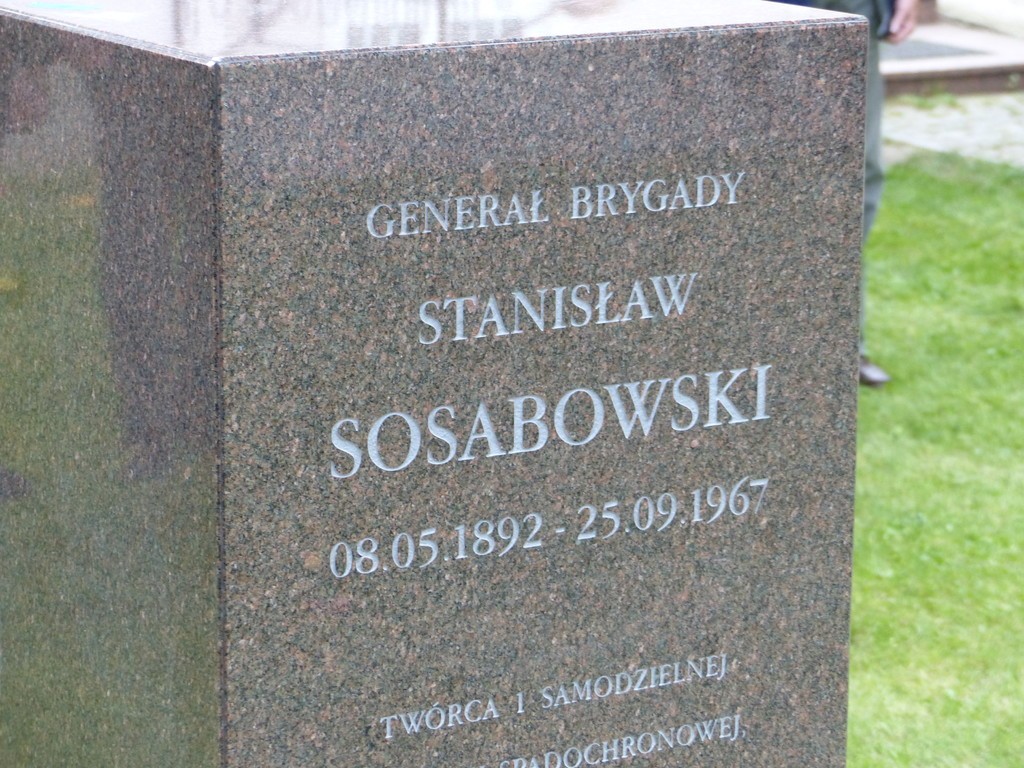 GENERAŁ BRYGADY
STANISŁAW
SOSABOWSKI
08.05.1892 - 25.09.1967
TWÓRCA 1 SAMODZIELNEJ
SPADOCHRONOWEJ,